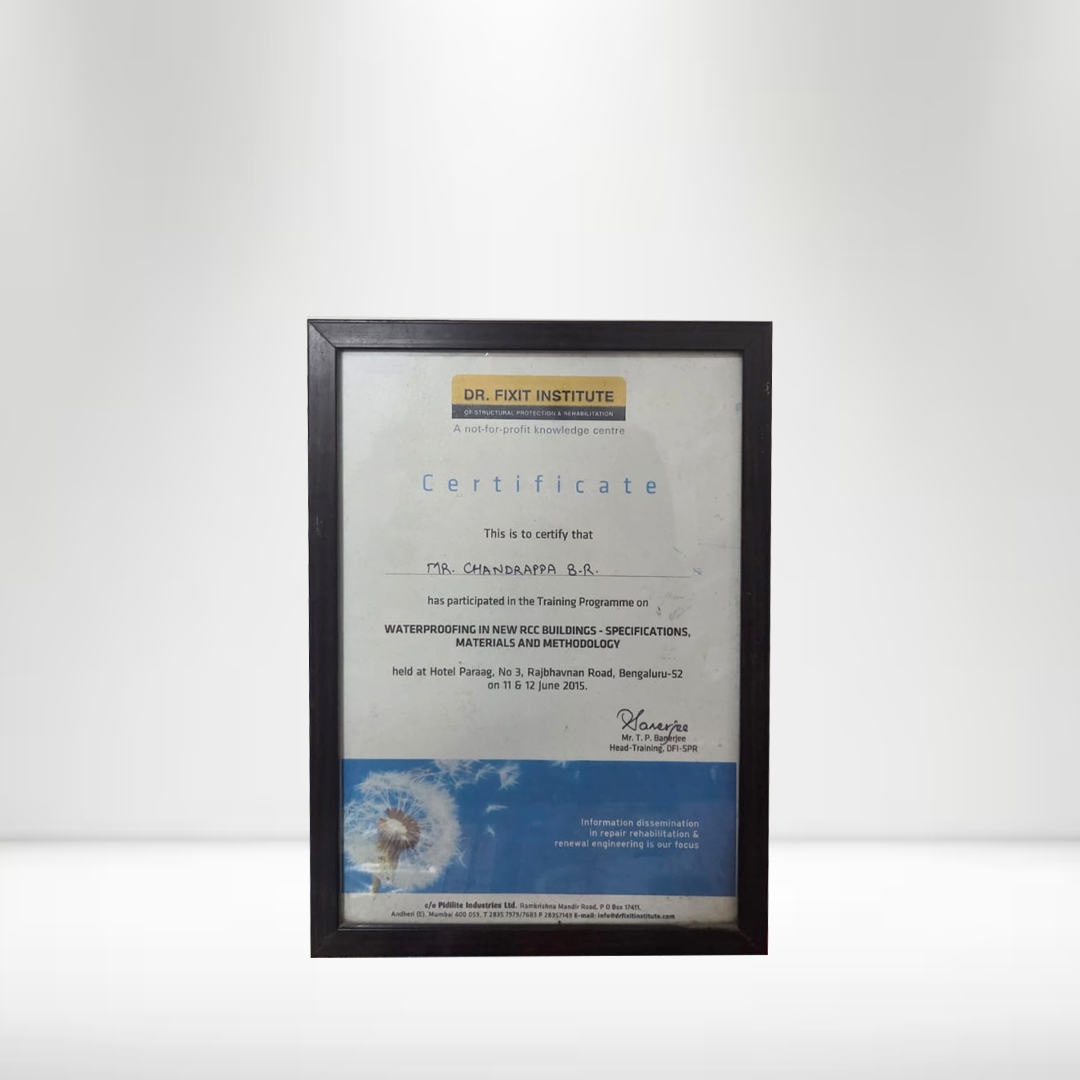 DR. FIXIT INSTITUTE
OF STRUCTURAL PROTECTION & REHABILITATION
A not-for-profit knowledge centre
Certificate
This is to certify that
MR. CHANDRAPPA B.R.
has participated in the Training Programme on
WATERPROOFING IN NEW RCC BUILDINGS - SPECIFICATIONS,
MATERIALS AND METHODOLOGY
held at Hotel Paraag, No 3, Rajbhavnan Road, Bengaluru-52
on 11 & 12 June 2015.
Banerjee
Mr. T. P. Banerjee
Head-Training, DFI-SPR
Information dissemination
in repair rehabilitation &
renewal engineering is our focus
c/o Pidilite Industries Ltd. Ramkrishna Mandir Road, P O Box 17411,
Andheri (E), Mumbai 400 059, T 2835 7979/7683 F 28357149 E-mail: info@drfixitinstitute.com